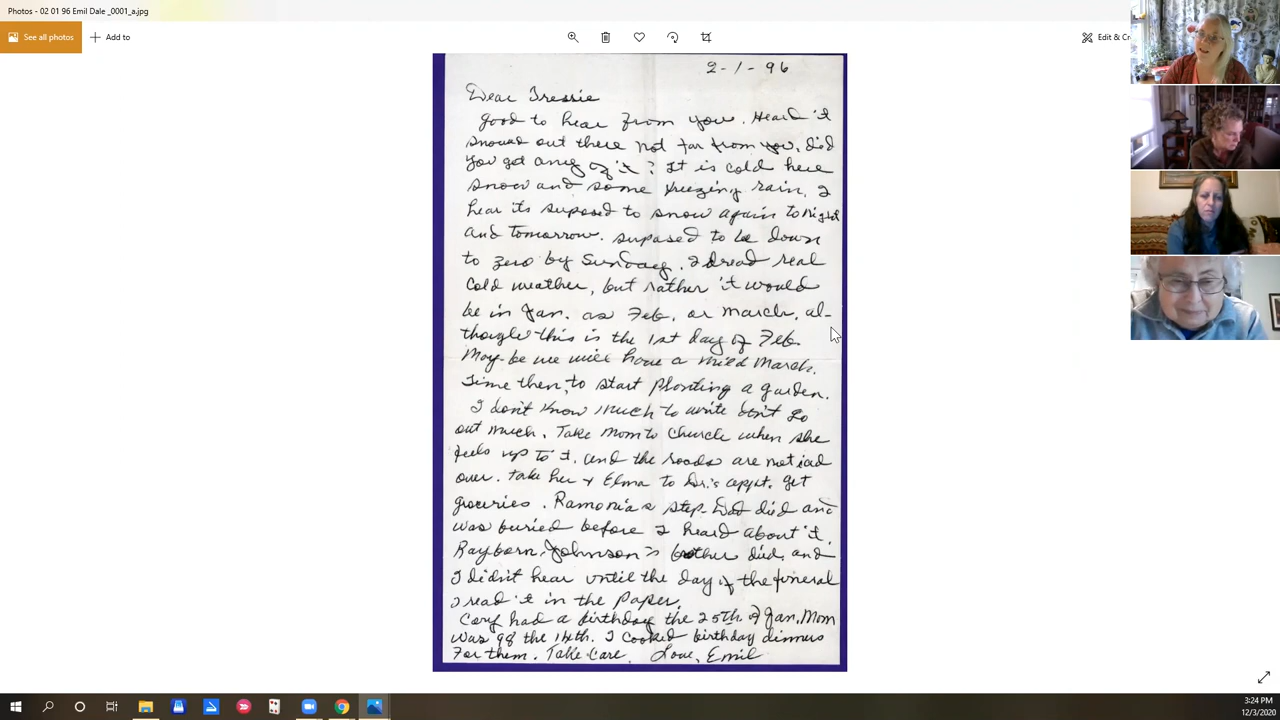 Photos - 02 01 96 Emil Dale _0001_a.jpg
See all photos
Add to
Edit & Cr
2-1-96
Dear Tressie
good to hear from you. Heard it
snowed out there not far from you. did
you get any of it? It is cold here
snow and some freezing rain. I
hear its suposed to snow again tonight
and tomorrow. suposed to be down
to zero by Sunday. I dread real
cold weather, but rather it would
be in Jan. as Feb. or march. al-
though this is the 1st day of Feb.
May-be we will have a mild March.
Time then, to start planting a garden.
I don't know much to write don't go
out much. Take Mom to Church when she
feels up to it. and the roads are not iced
over. take her + Elma to Dr.'s appt. get
groceries. Ramonia's step-Dad died and
was buried before I heard about it.
Rayborn Johnson's brother died, and
I didn't hear until the day of the funeral
I read it in the Paper.
Cory had a birthday the 25th of Jan. Mom
was 98 the 14th. I cooked birthday dinners
For them. Take Care. Love, Emil
3:24 PM
12/3/2020